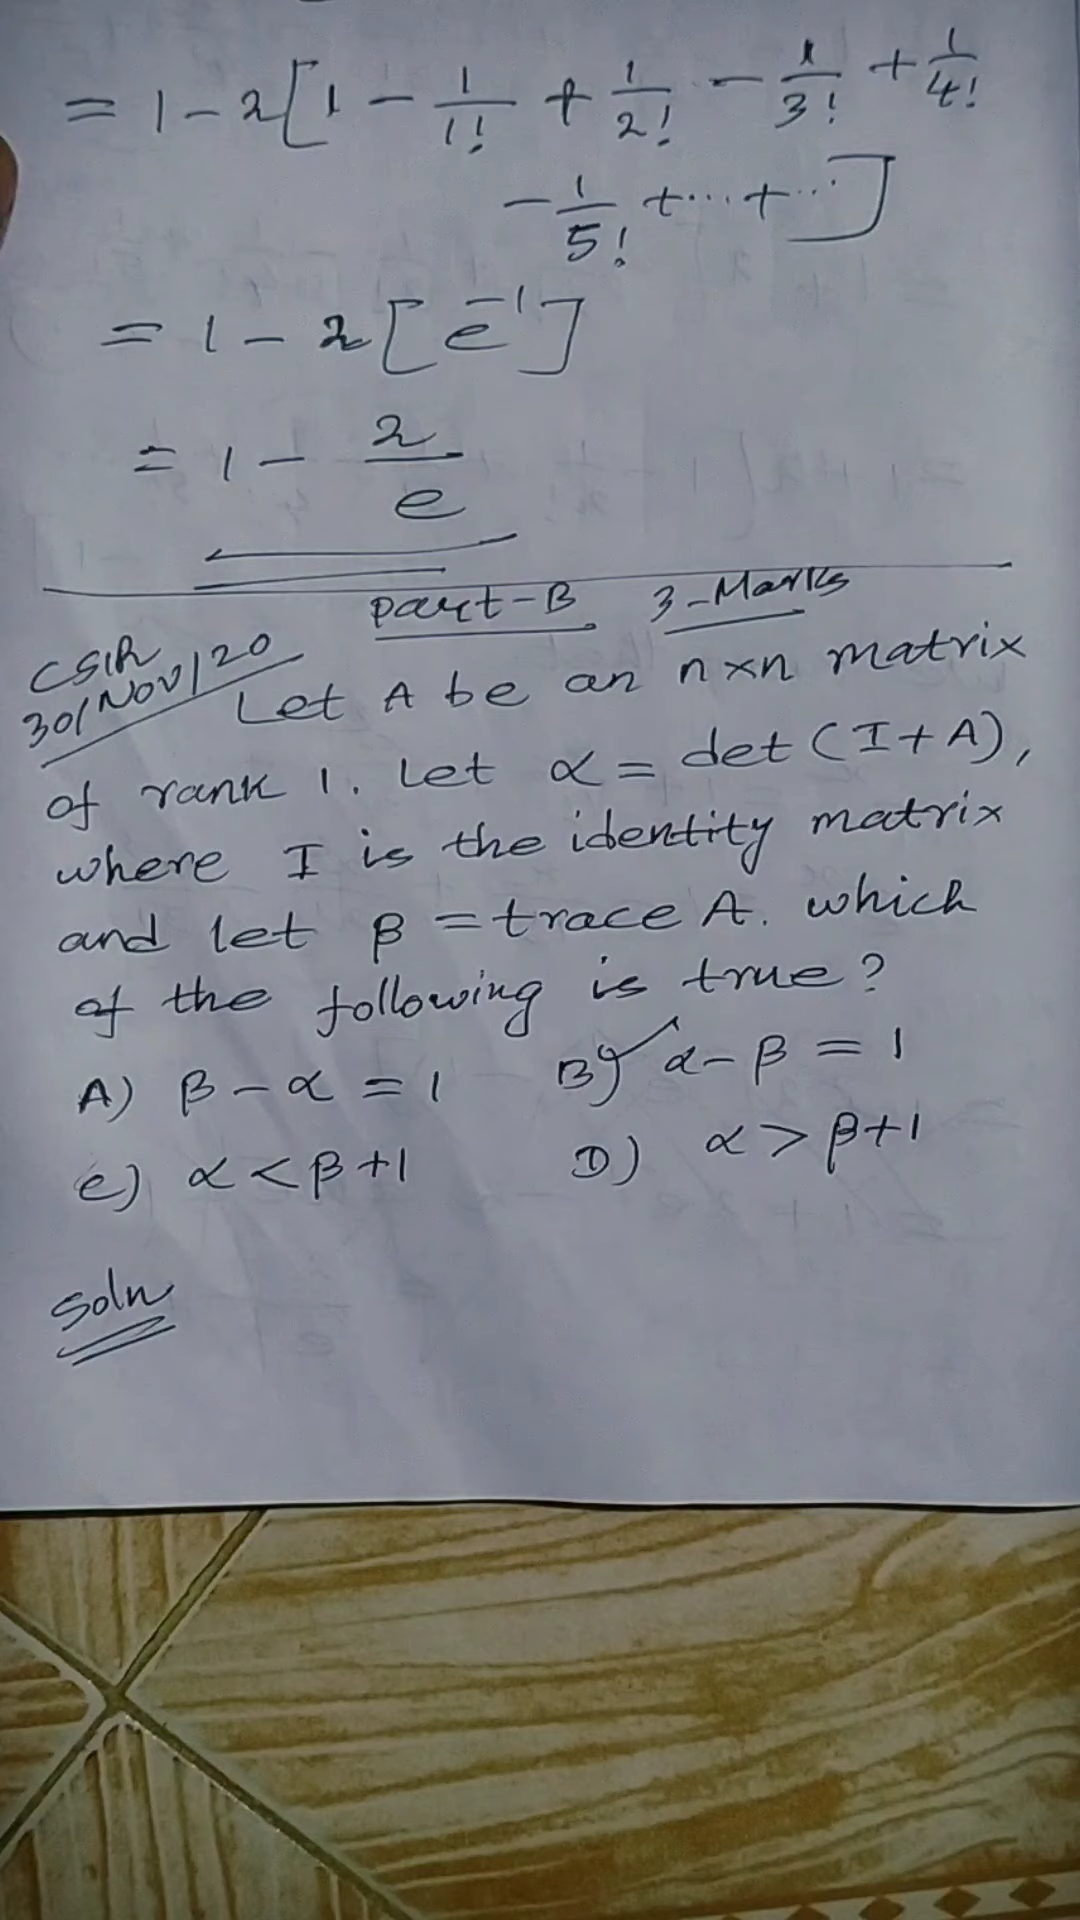 = 1 - 2[1 - 1/1! + 1/2! - 1/3! + 1/4!
- 1/5! + ... + ...]
= 1 - 2[e⁻¹]
= 1 - 2/e
Part-B 3-Marks
CSIR
30/Nov/20
Let A be an n×n matrix
of rank 1. Let α = det(I+A),
where I is the identity matrix
and let β = trace A. which
of the following is true?
A) β - α = 1 B) ✓ α - β = 1
C) α < β + 1 D) α > β + 1
Soln